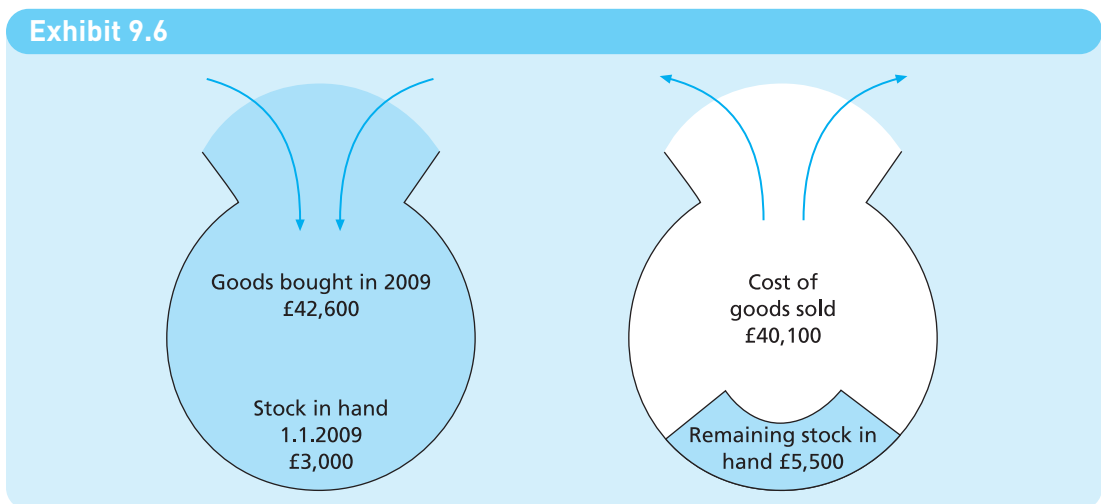 Exhibit 9.6
Goods bought in 2009
£42,600
Stock in hand
1.1.2009
£3,000
Cost of
goods sold
£40,100
Remaining stock in
hand £5,500